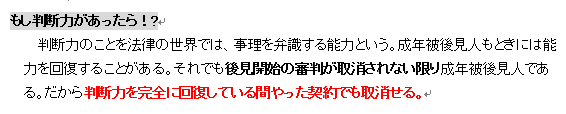 もし判断力があったら！?
判断力のことを法律の世界では、事理を弁識する能力という。成年被後見人もときには能
力を回復することがある。それでも後見開始の審判が取消されない限り成年被後見人であ
る。だから判断力を完全に回復している間やった契約でも取消せる。